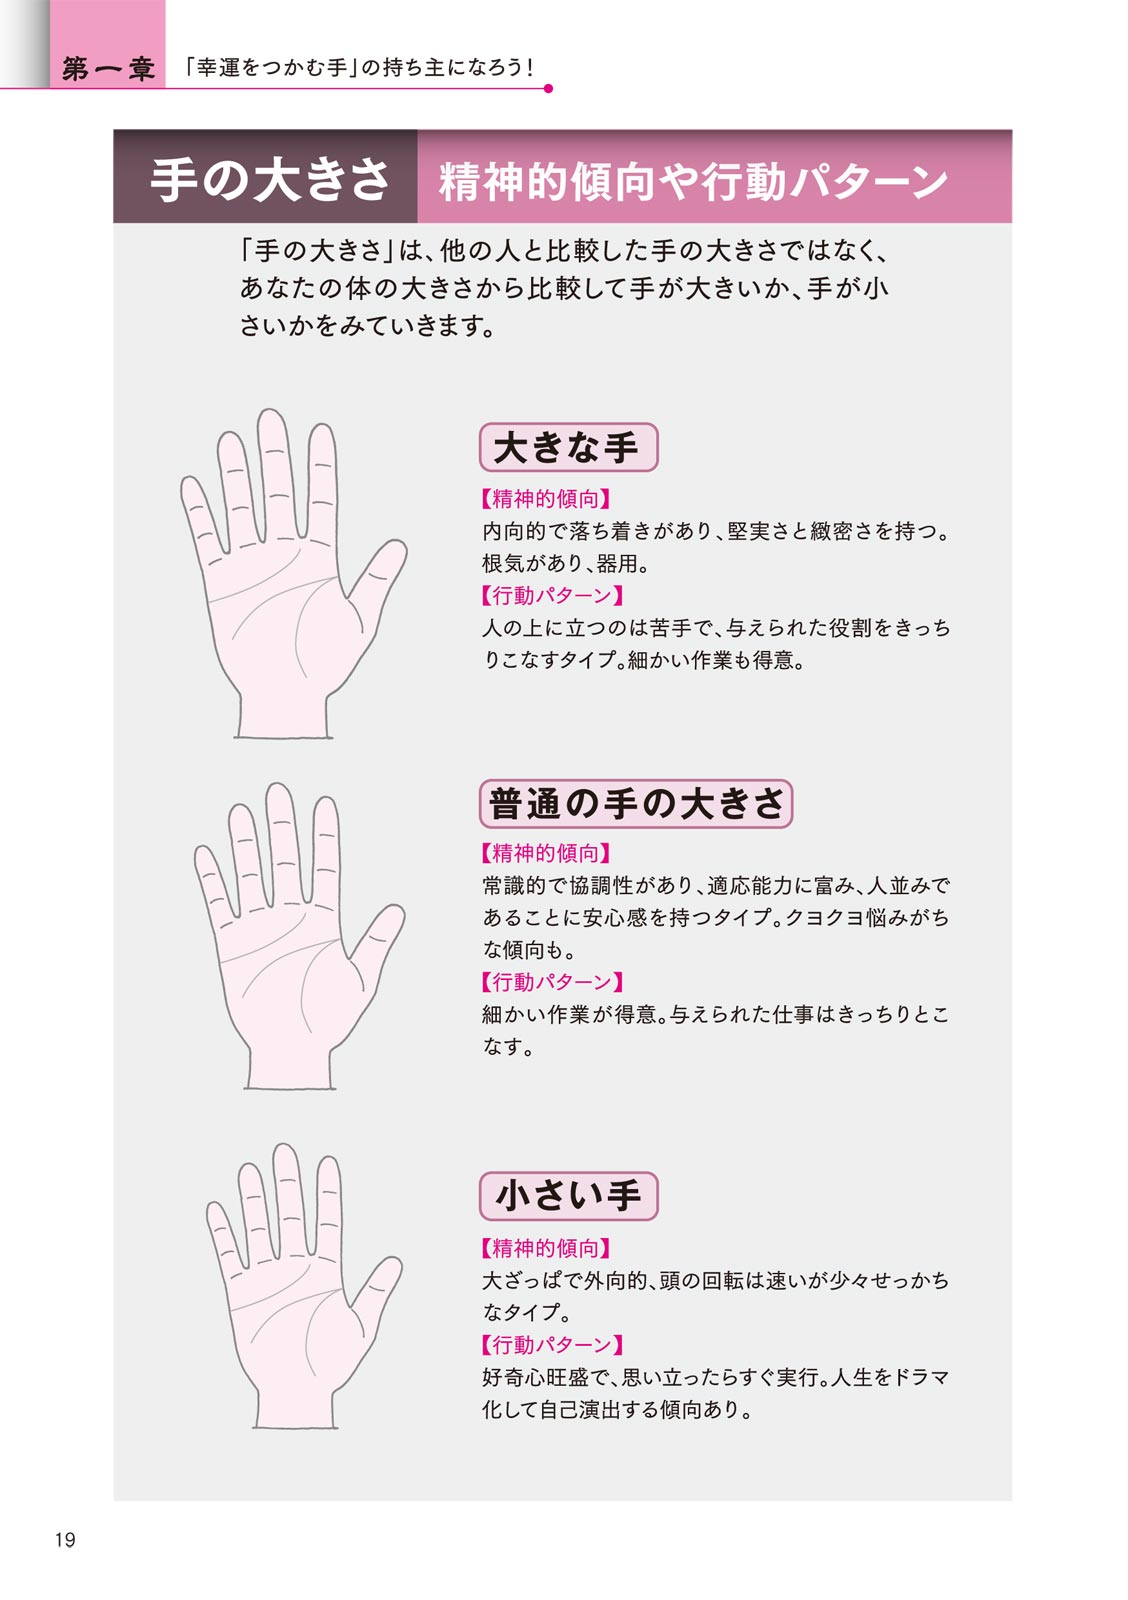 第一章 「幸運をつかむ手」の持ち主になろう！
手の大きさ 精神的傾向や行動パターン
「手の大きさ」は、他の人と比較した手の大きさではなく、
あなたの体の大きさから比較して手が大きいか、手が小
さいかをみていきます。
大きな手
【精神的傾向】
内向的で落ち着きがあり、堅実さと緻密さを持つ。
根気があり、器用。
【行動パターン】
人の上に立つのは苦手で、与えられた役割をきっち
りこなすタイプ。細かい作業も得意。
普通の手の大きさ
【精神的傾向】
常識的で協調性があり、適応能力に富み、人並みで
あることに安心感を持つタイプ。クヨクヨ悩みがち
な傾向も。
【行動パターン】
細かい作業が得意。与えられた仕事はきっちりとこ
なす。
小さい手
【精神的傾向】
大ざっぱで外向的、頭の回転は速いが少々せっかち
なタイプ。
【行動パターン】
好奇心旺盛で、思い立ったらすぐ実行。人生をドラマ
化して自己演出する傾向あり。
19